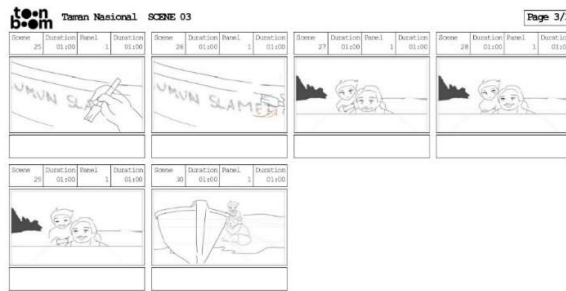 toon boom
Taman Nasional SCENE 03
Page 3/
Scene 25 Duration 01:00 Panel 1 Duration 01:00
Scene 26 Duration 01:00 Panel 1 Duration 01:00
Scene 27 Duration 01:00 Panel 1 Duration 01:00
Scene 28 Duration 01:00 Panel 1 Duration 01:00
UMUN SLA
UMUN SLAME
Scene 29 Duration 01:00 Panel 1 Duration 01:00
Scene 30 Duration 01:00 Panel 1 Duration 01:00